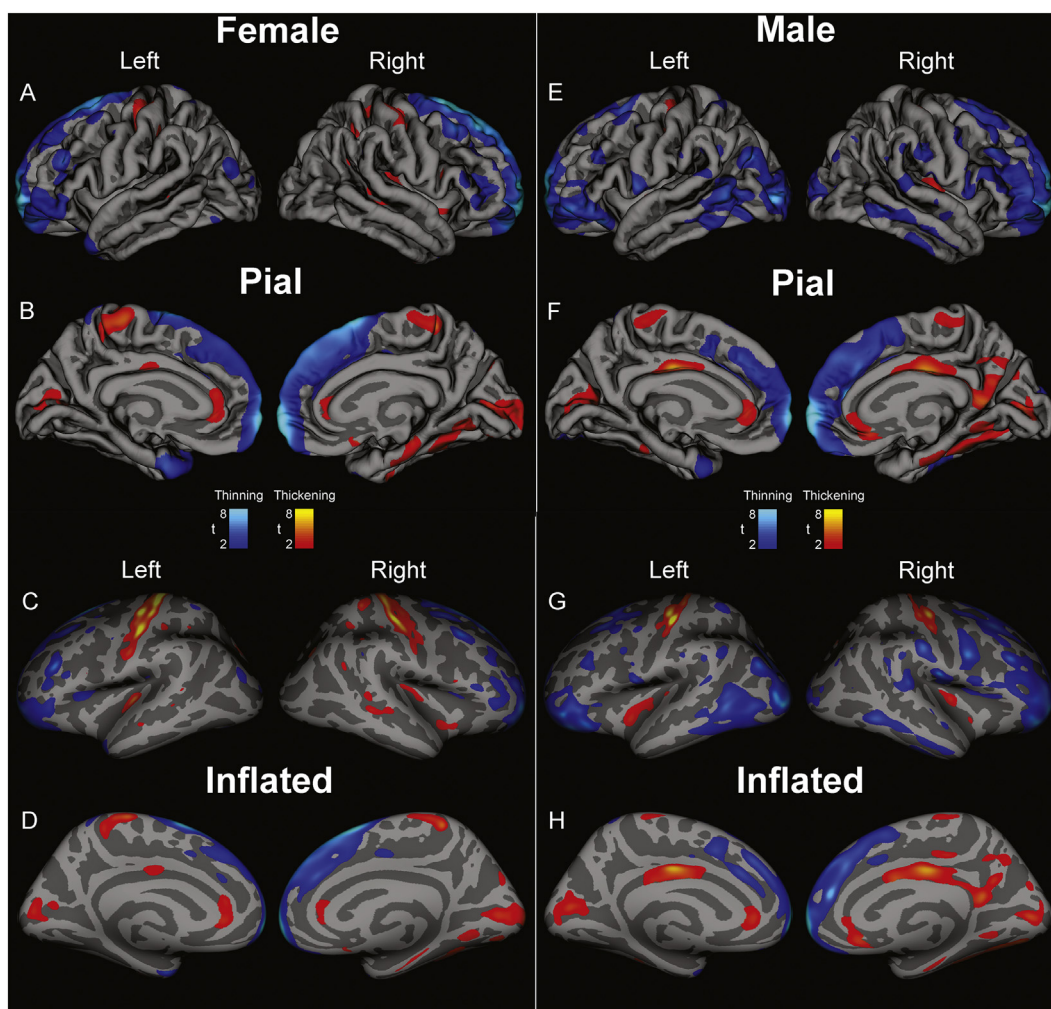 Female
Left Right
A
Pial
B
Thinning Thickening
8 8
t t
2 2
Left Right
C
Inflated
D
Male
Left Right
E
Pial
F
Thinning Thickening
8 8
t t
2 2
Left Right
G
Inflated
H